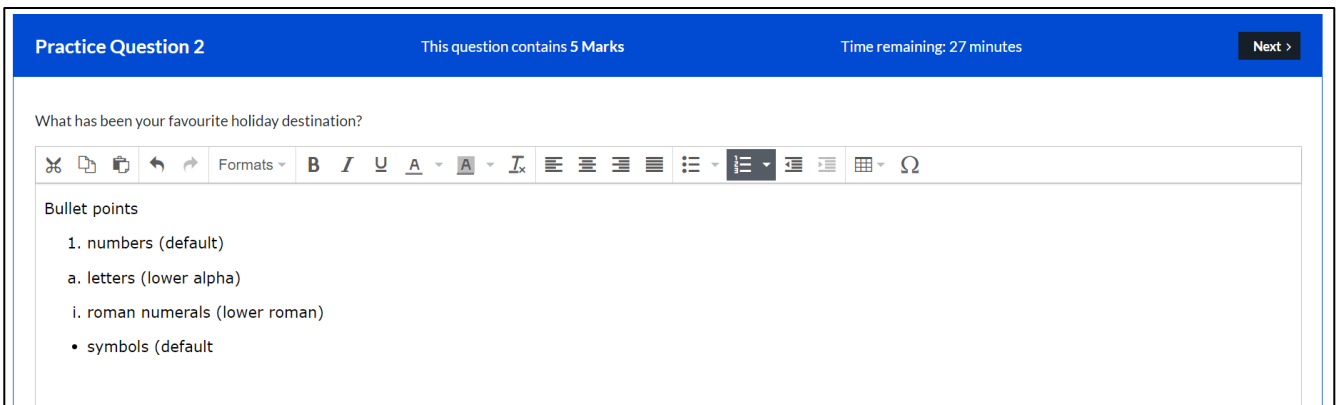 Practice Question 2 This question contains 5 Marks Time remaining: 27 minutes Next >
What has been your favourite holiday destination?
Formats B I U A A Ix Ω
Bullet points
1. numbers (default)
a. letters (lower alpha)
i. roman numerals (lower roman)
• symbols (default